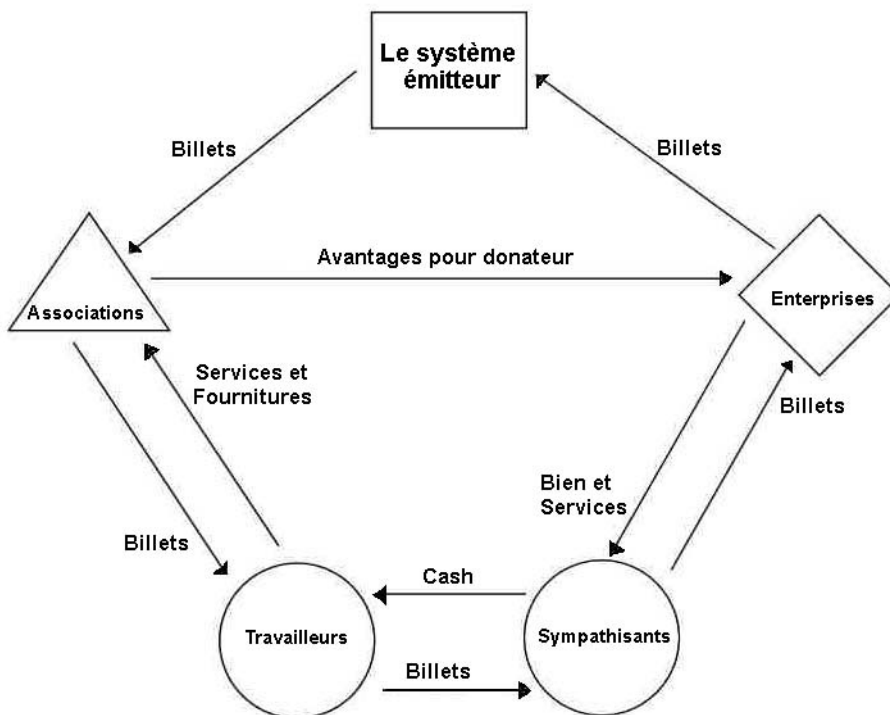 Le système
émitteur
Billets
Billets
Avantages pour donateur
Associations
Enterprises
Services et
Fournitures
Billets
Bien et
Services
Billets
Cash
Travailleurs
Sympathisants
Billets